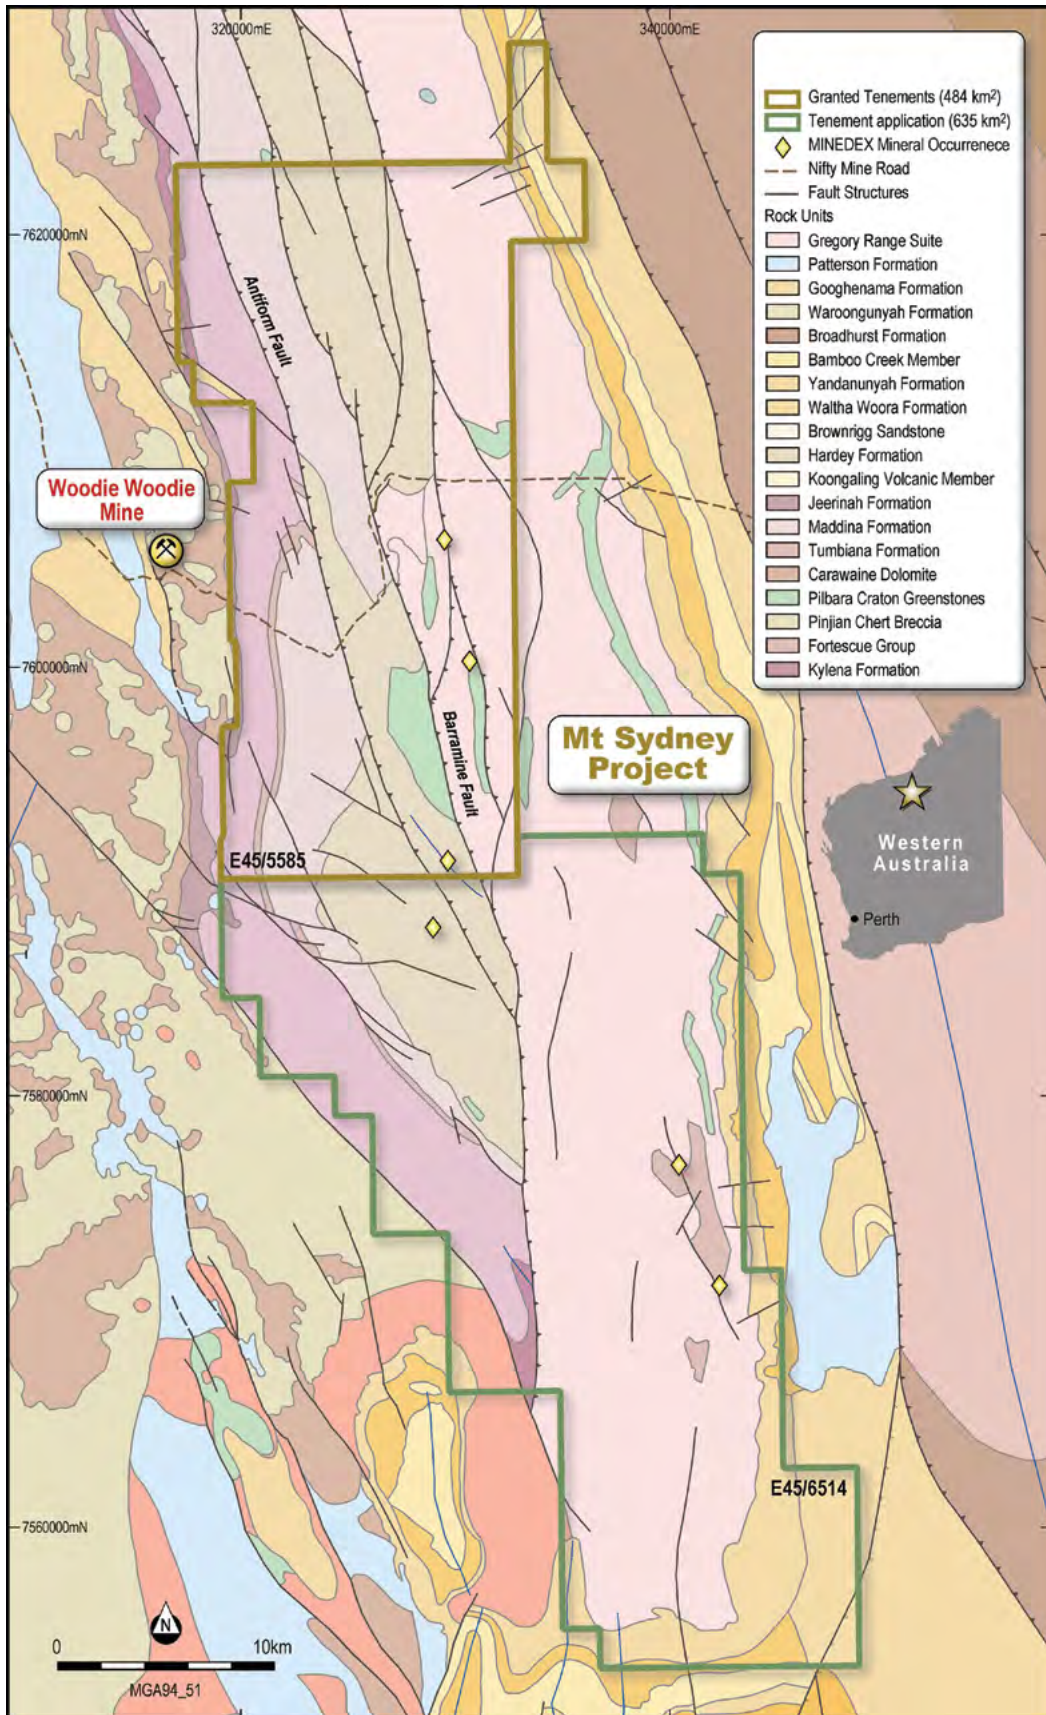 320000mE
340000mE
Granted Tenements (484 km²)
Tenement application (635 km²)
MINEDEX Mineral Occurrenece
Nifty Mine Road
Fault Structures
Rock Units
Gregory Range Suite
Patterson Formation
Googhenama Formation
Waroongunyah Formation
Broadhurst Formation
Bamboo Creek Member
Yandanunyah Formation
Waltha Woora Formation
Brownrigg Sandstone
Hardey Formation
Koongaling Volcanic Member
Jeerinah Formation
Maddina Formation
Tumbiana Formation
Carawaine Dolomite
Pilbara Craton Greenstones
Pinjian Chert Breccia
Fortescue Group
Kylena Formation
7620000mN
Antiform Fault
Woodie Woodie
Mine
7600000mN
Barramine Fault
Mt Sydney
Project
Western
Australia
Perth
E45/5585
7580000mN
E45/6514
7560000mN
N
0 10km
MGA94_51